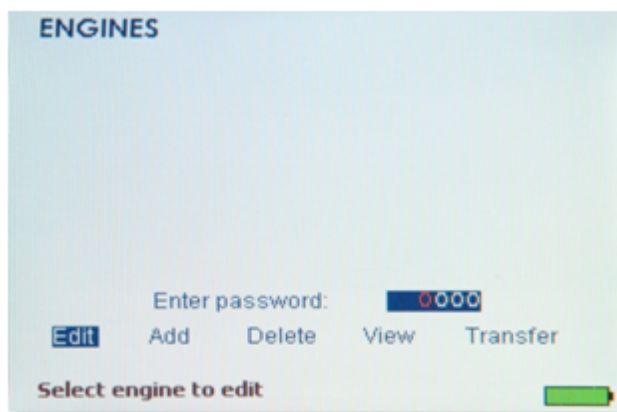 ENGINES
Enter password: 0000
Edit Add Delete View Transfer
Select engine to edit